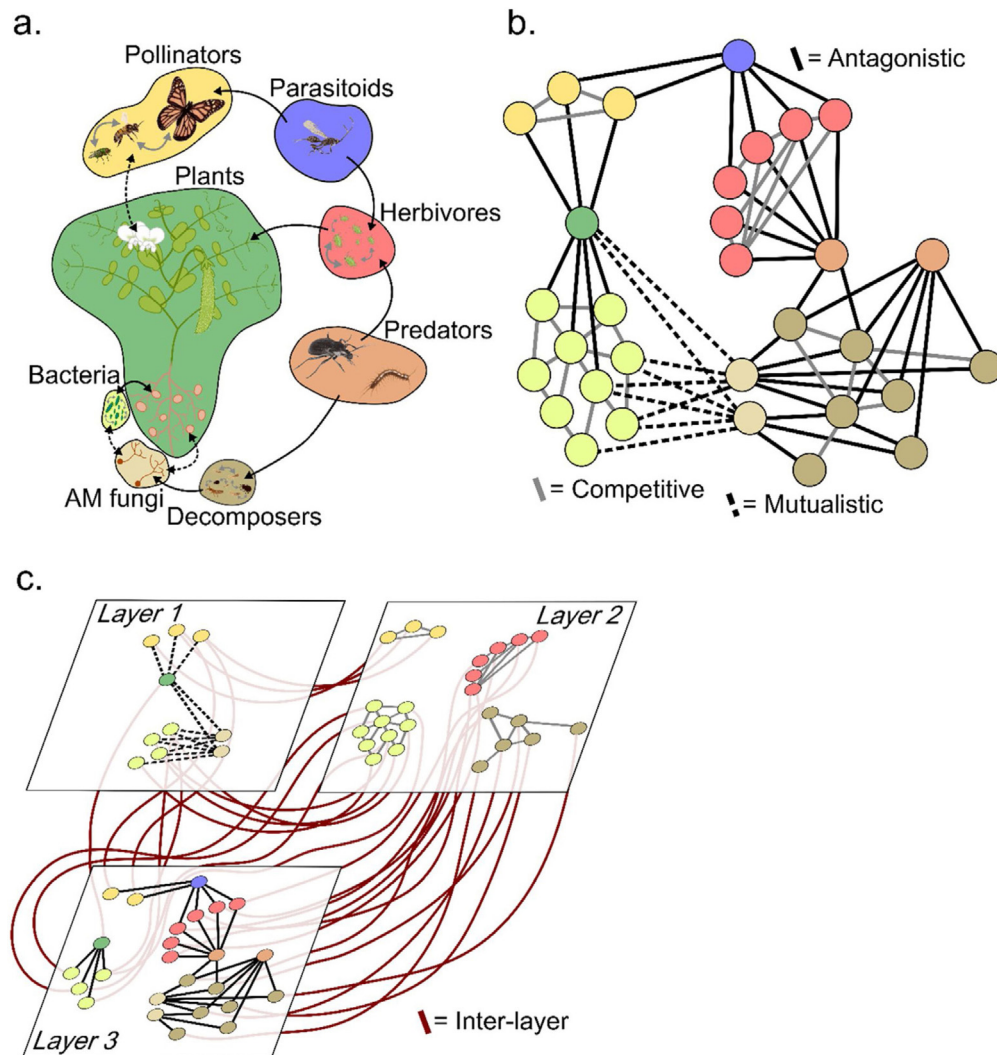 a.
Pollinators
Parasitoids
Plants
Herbivores
Predators
Bacteria
AM fungi
Decomposers
b.
= Antagonistic
= Competitive
= Mutualistic
c.
Layer 1
Layer 2
Layer 3
= Inter-layer